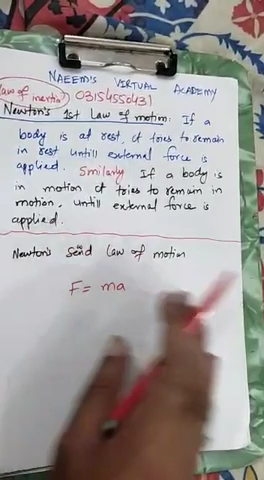 NAEEM's VIRTUAL ACADEMY
(Law of inertia) 03154550431
Newton's 1st Law of motion: If a
body is at rest, it tries to remain
in rest untill external force is
applied. Similarly If a body is
in motion it tries to remain in
motion, untill external force is
applied.
Newton's Second Law of motion
F = ma